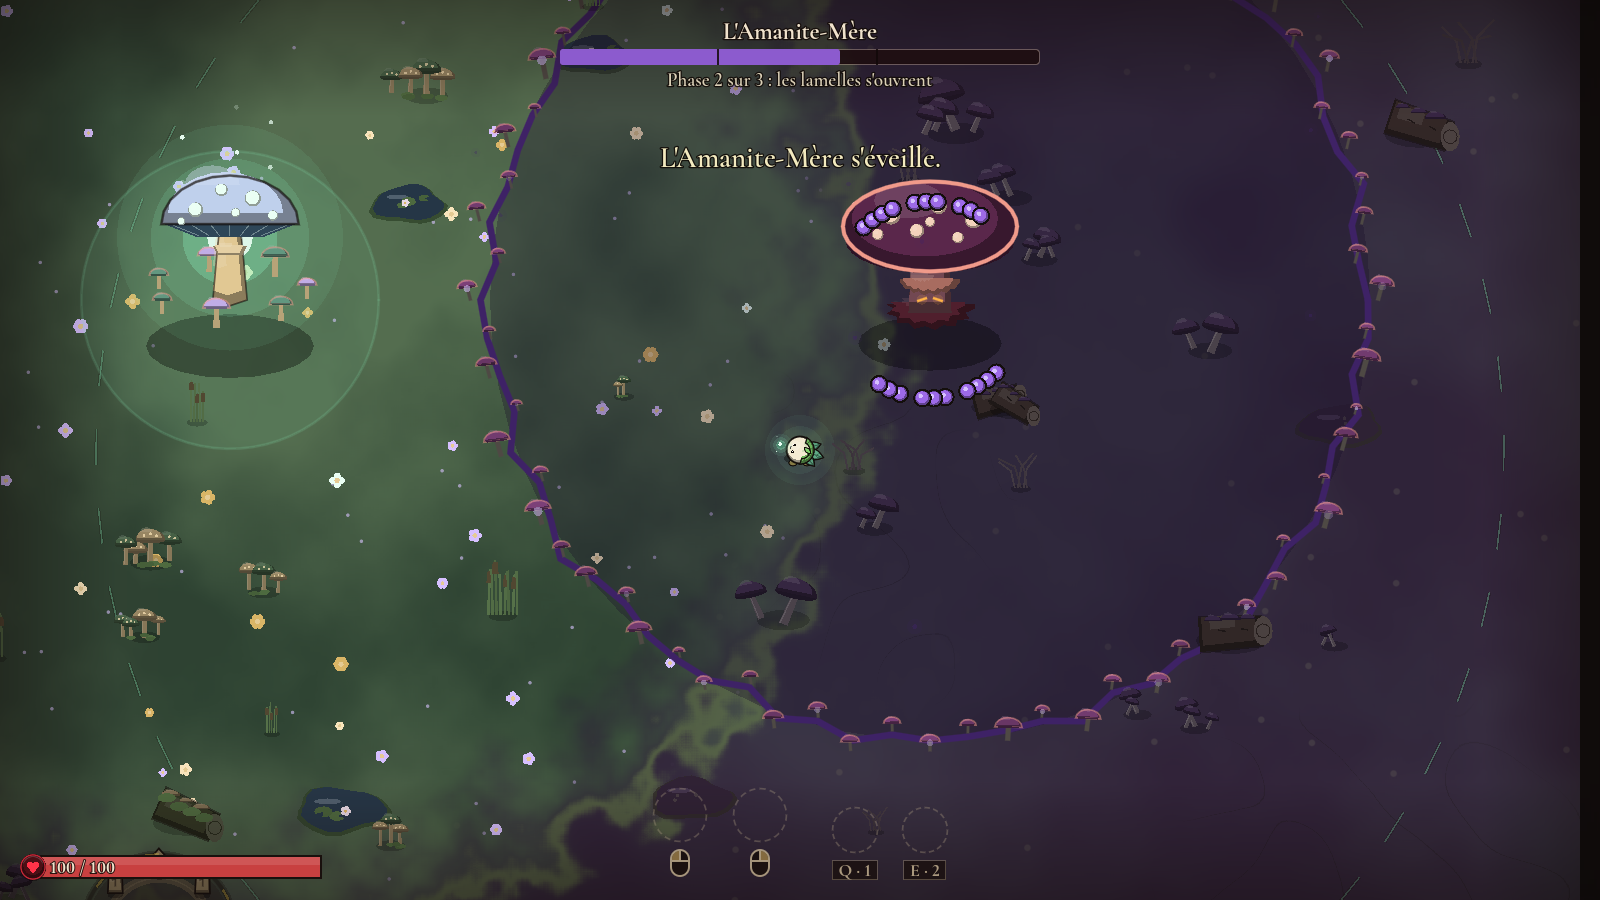 L'Amanite-Mère
Phase 2 sur 3 : les lamelles s'ouvrent
L'Amanite-Mère s'éveille.
100 / 100
Q · 1
E · 2